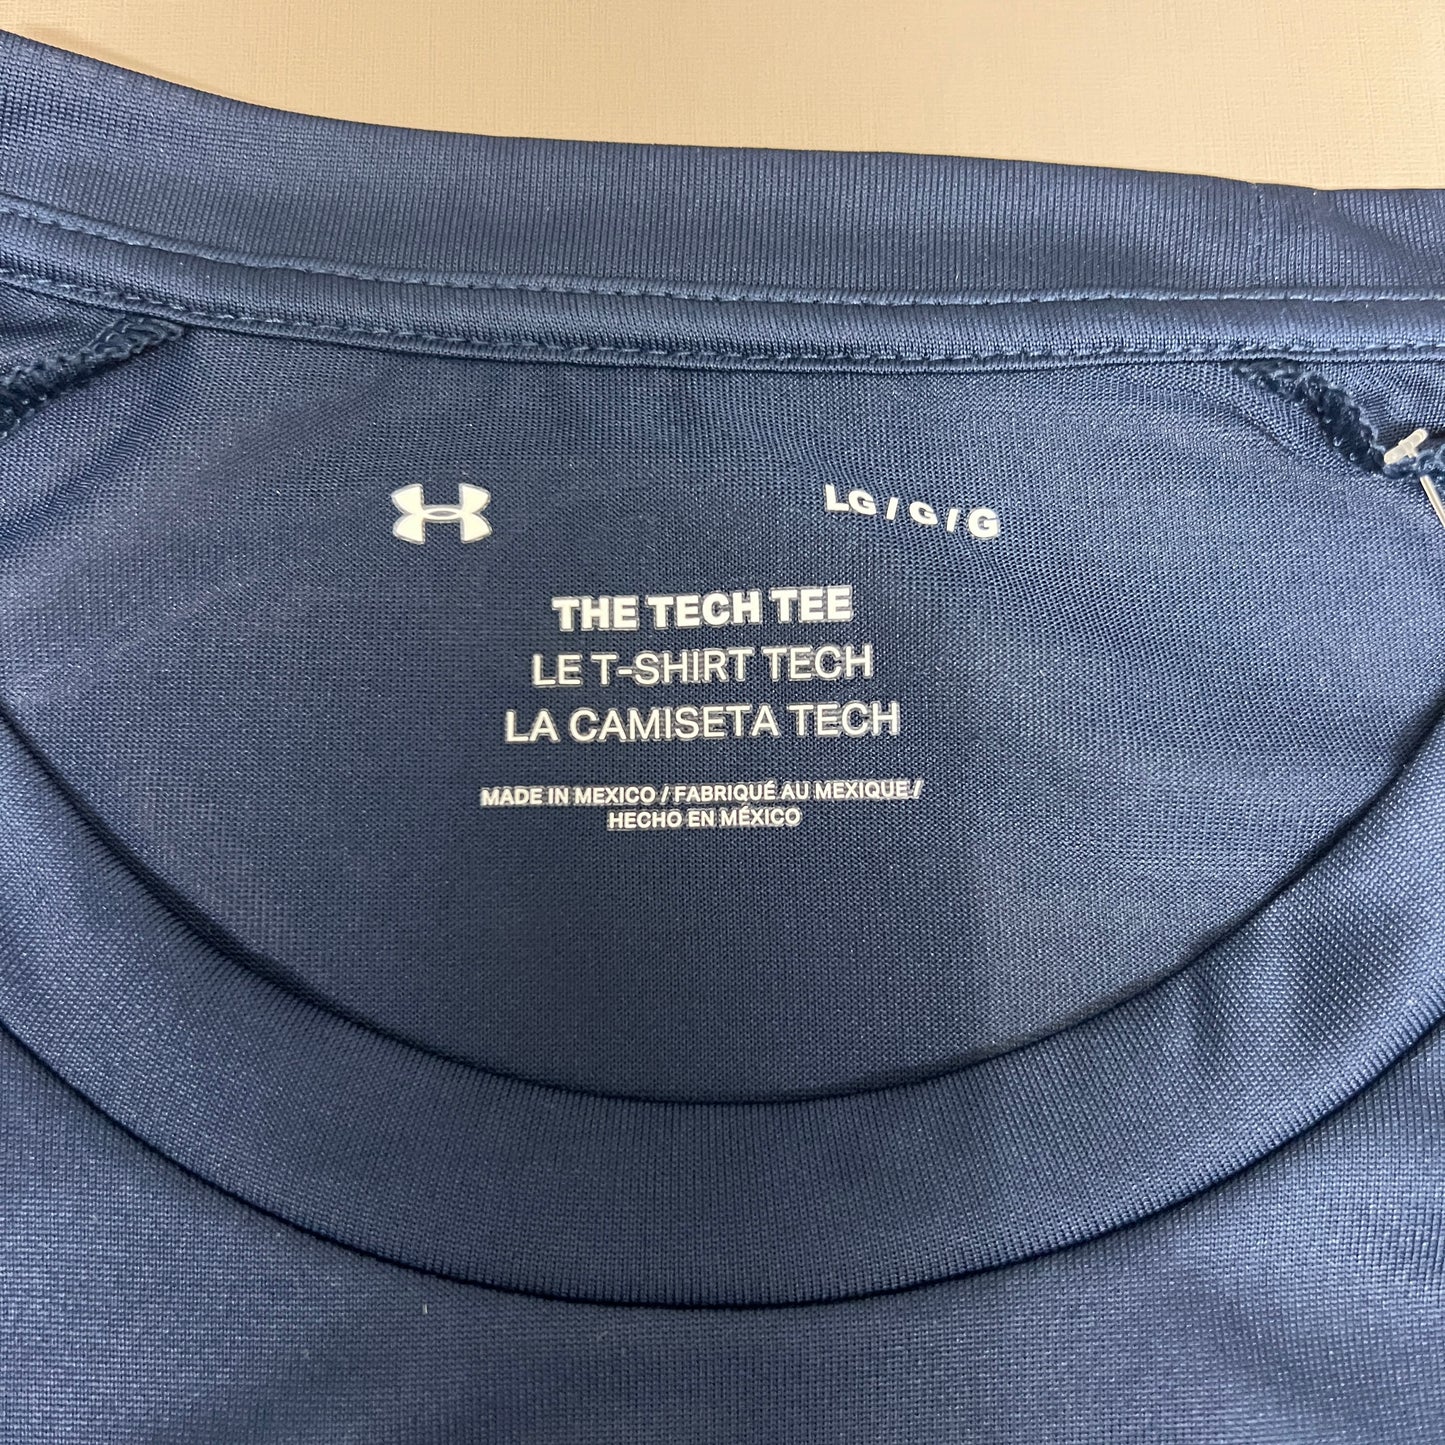 LG / G / G
THE TECH TEE
LE T-SHIRT TECH
LA CAMISETA TECH
MADE IN MEXICO / FABRIQUÉ AU MEXIQUE /
HECHO EN MÉXICO